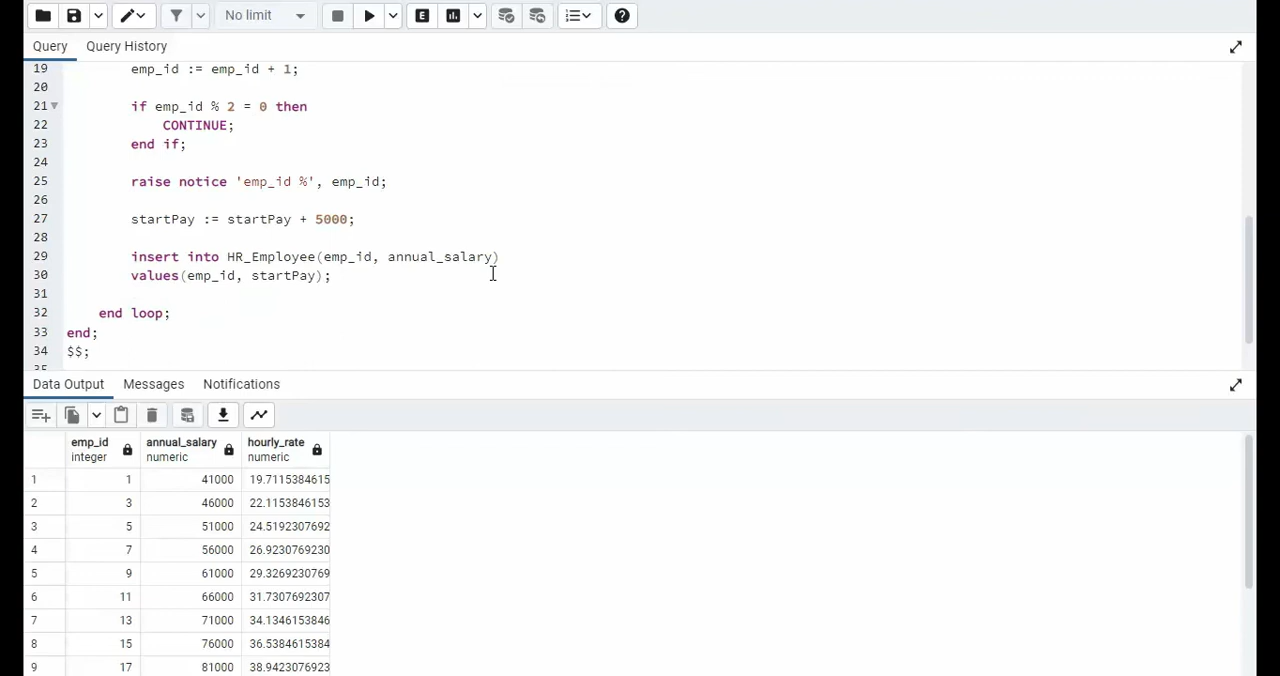 No limit
Query Query History
19 emp_id := emp_id + 1;
20
21 if emp_id % 2 = 0 then
22 CONTINUE;
23 end if;
24
25 raise notice 'emp_id %', emp_id;
26
27 startPay := startPay + 5000;
28
29 insert into HR_Employee(emp_id, annual_salary)
30 values(emp_id, startPay);
31
32 end loop;
33 end;
34 $$;
35
Data Output Messages Notifications
emp_id annual_salary hourly_rate
integer numeric numeric
1 1 41000 19.7115384615
2 3 46000 22.1153846153
3 5 51000 24.5192307692
4 7 56000 26.9230769230
5 9 61000 29.3269230769
6 11 66000 31.7307692307
7 13 71000 34.1346153846
8 15 76000 36.5384615384
9 17 81000 38.9423076923